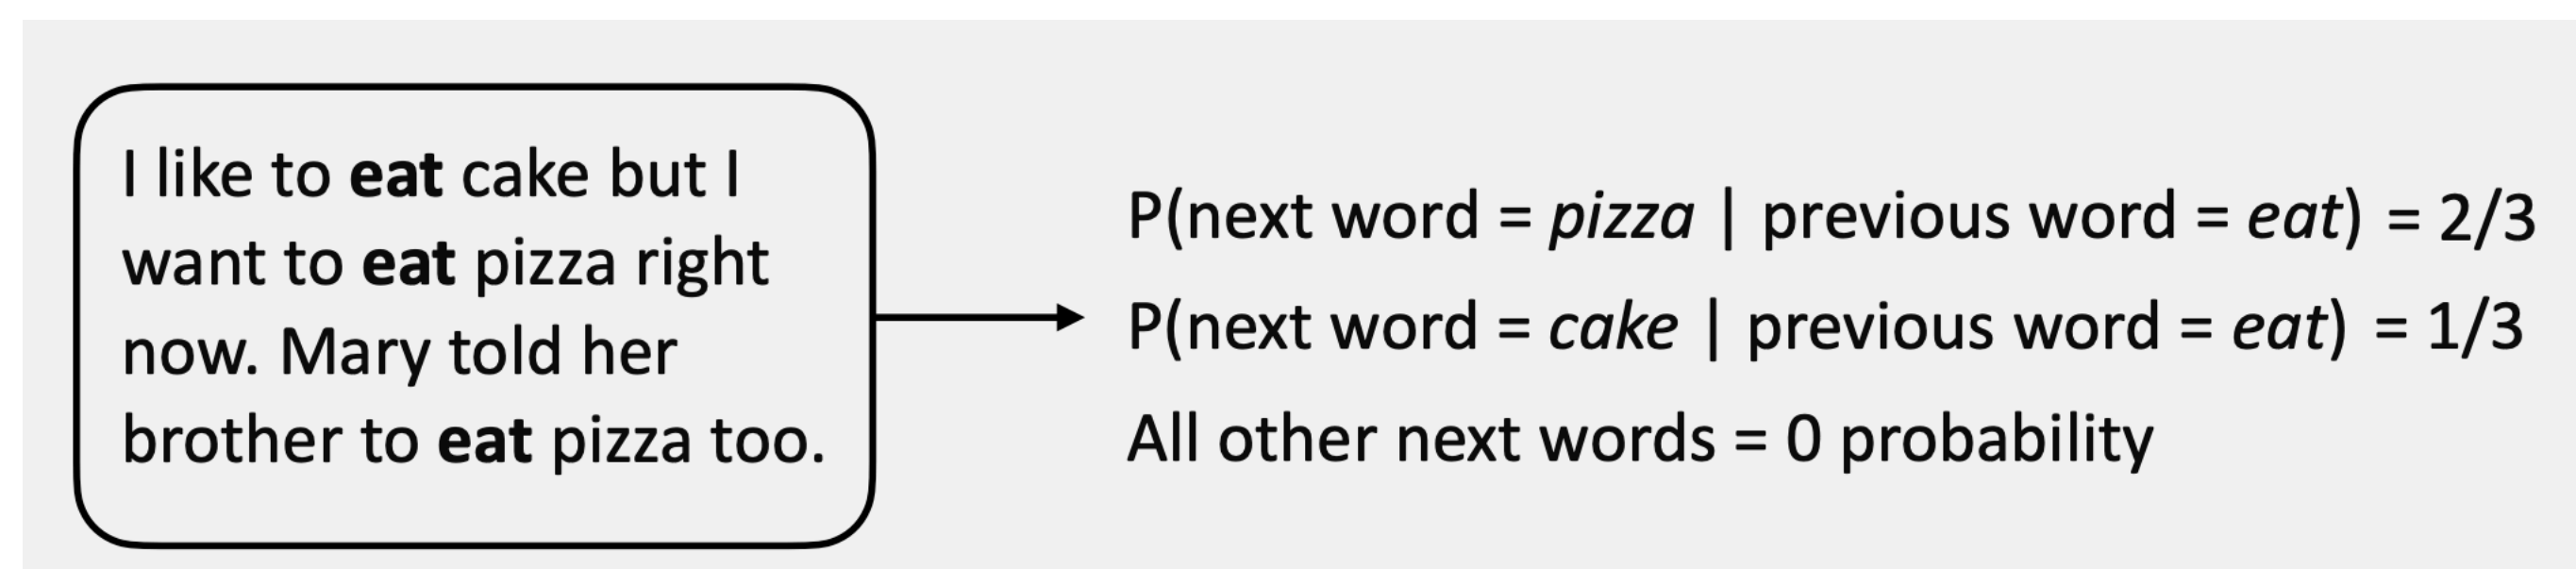 I like to eat cake but I
want to eat pizza right
now. Mary told her
brother to eat pizza too.
P(next word = pizza | previous word = eat) = 2/3
P(next word = cake | previous word = eat) = 1/3
All other next words = 0 probability